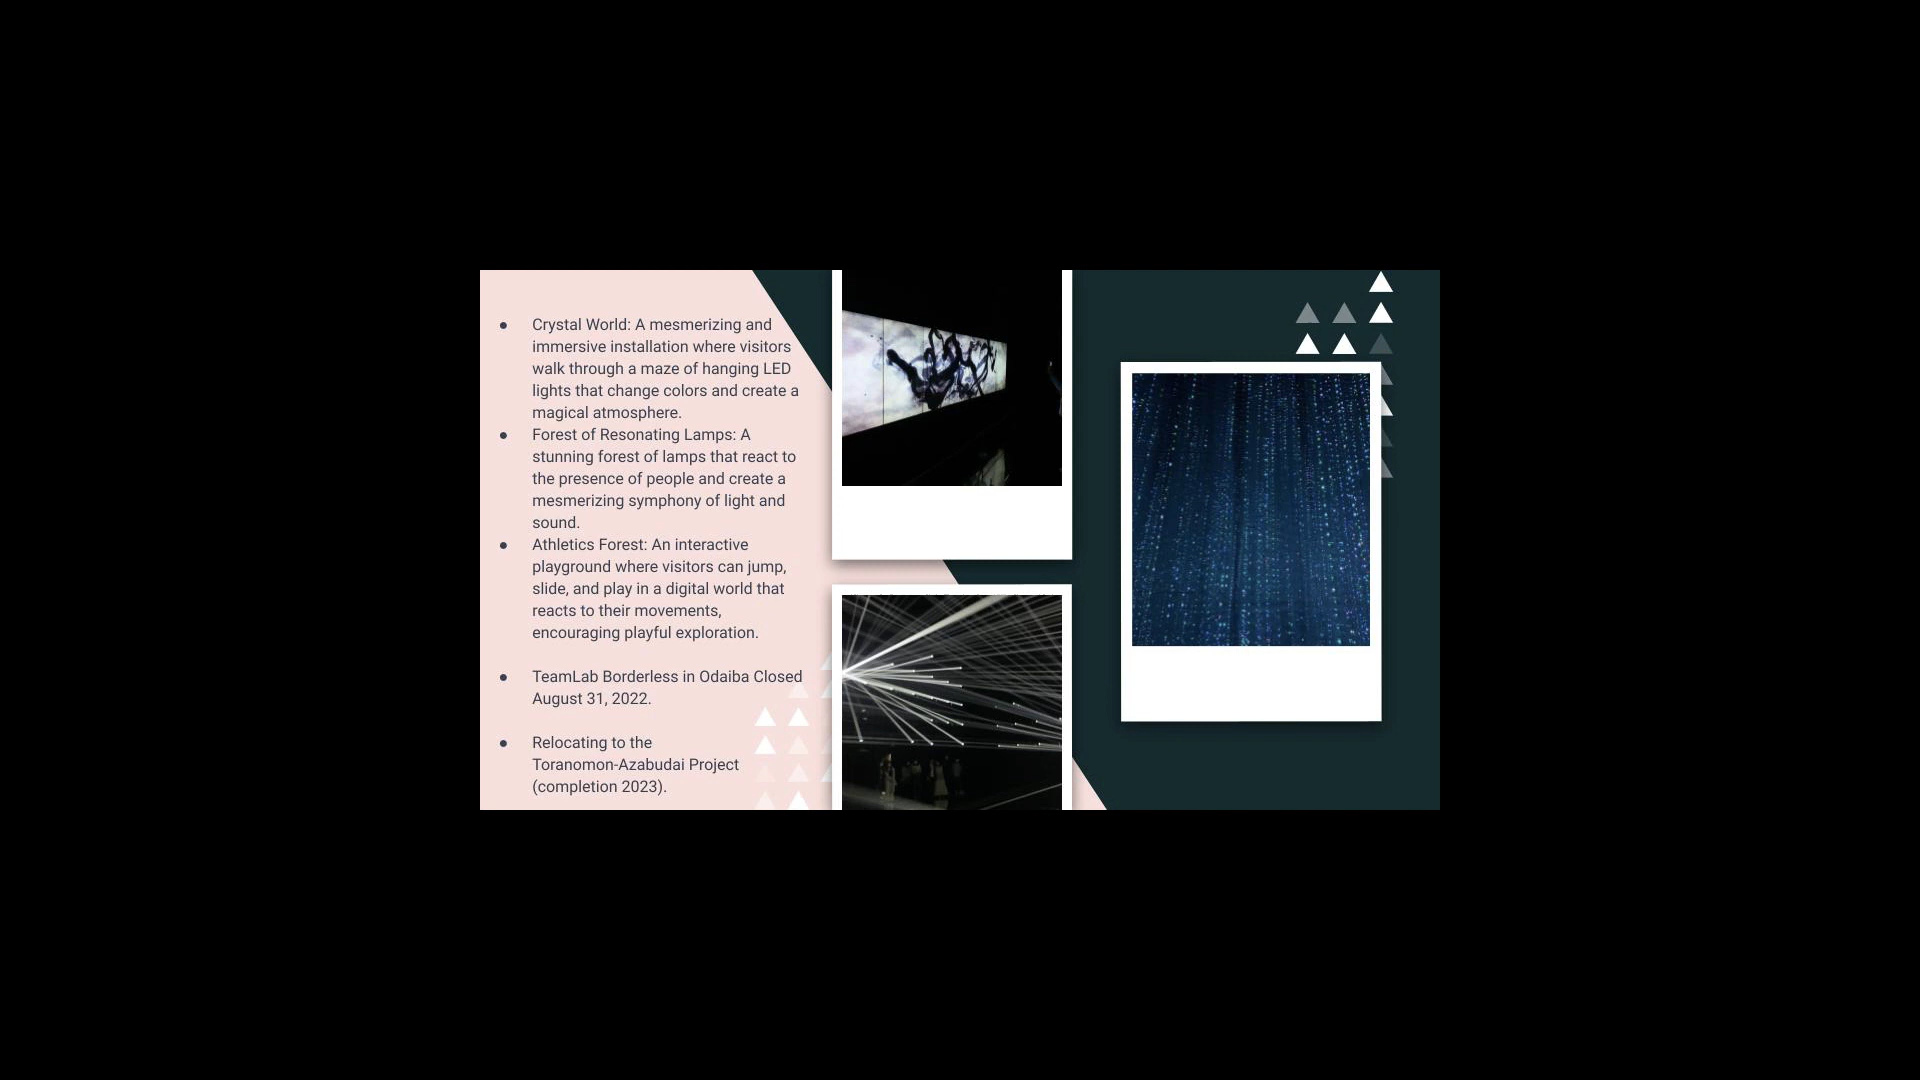 ● Crystal World: A mesmerizing and
immersive installation where visitors
walk through a maze of hanging LED
lights that change colors and create a
magical atmosphere.
● Forest of Resonating Lamps: A
stunning forest of lamps that react to
the presence of people and create a
mesmerizing symphony of light and
sound.
● Athletics Forest: An interactive
playground where visitors can jump,
slide, and play in a digital world that
reacts to their movements,
encouraging playful exploration.
● TeamLab Borderless in Odaiba Closed
August 31, 2022.
● Relocating to the
Toranomon-Azabudai Project
(completion 2023).